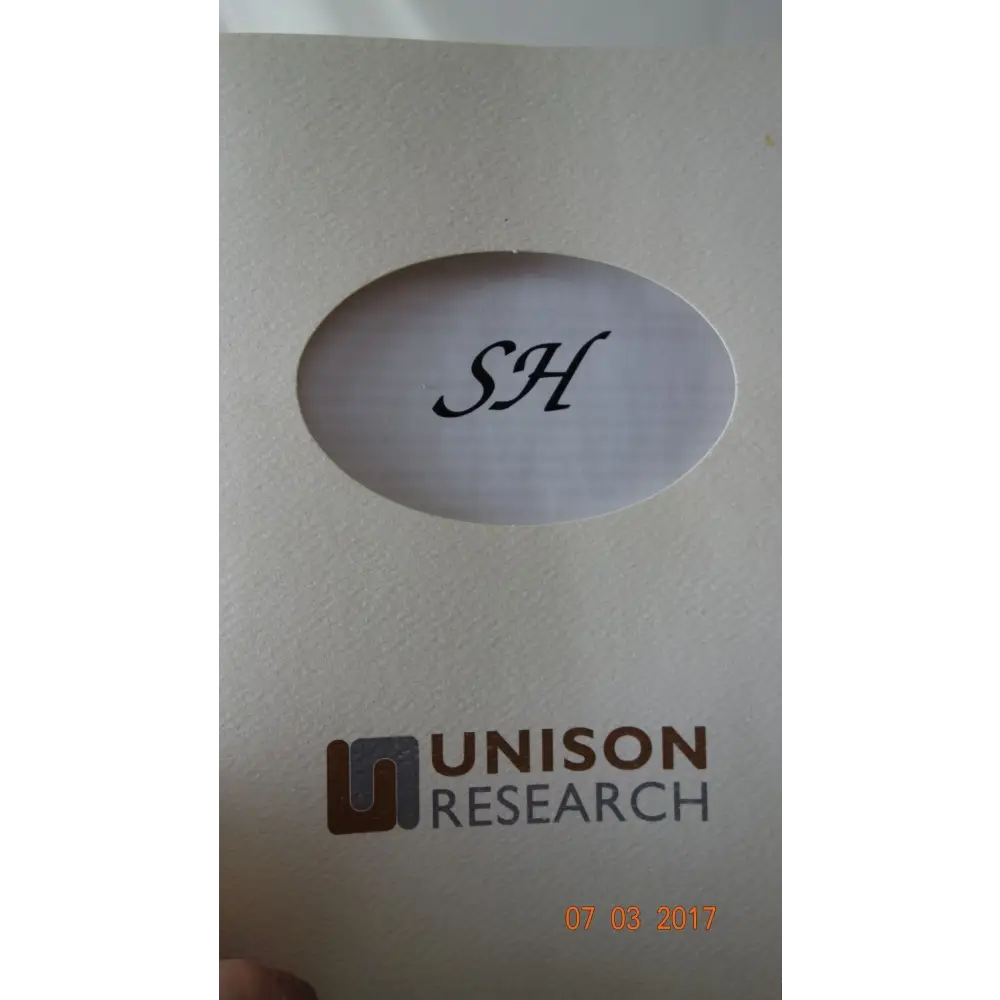 SH
UNISON
RESEARCH
07 03 2017